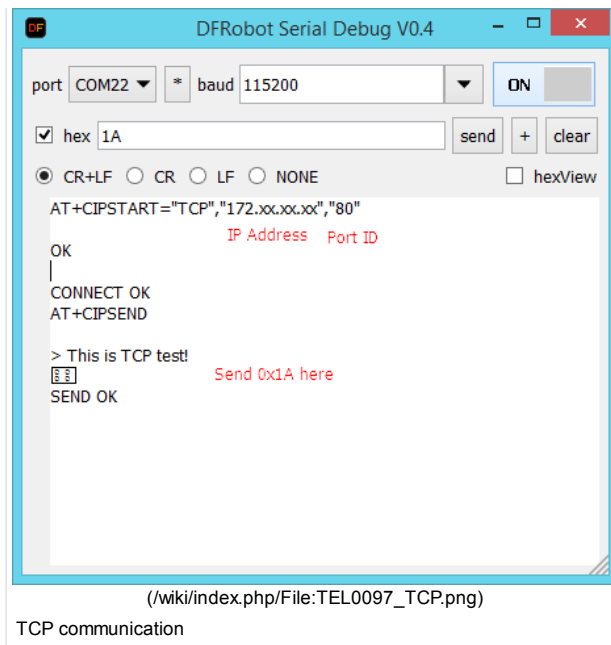 DF DFRobot Serial Debug V0.4
port COM22 * baud 115200 ON
hex 1A send + clear
CR+LF CR LF NONE hexView
AT+CIPSTART="TCP","172.xx.xx.xx","80"
IP Address Port ID
OK
CONNECT OK
AT+CIPSEND
> This is TCP test!
Send 0x1A here
SEND OK
(/wiki/index.php/File:TEL0097_TCP.png)
TCP communication